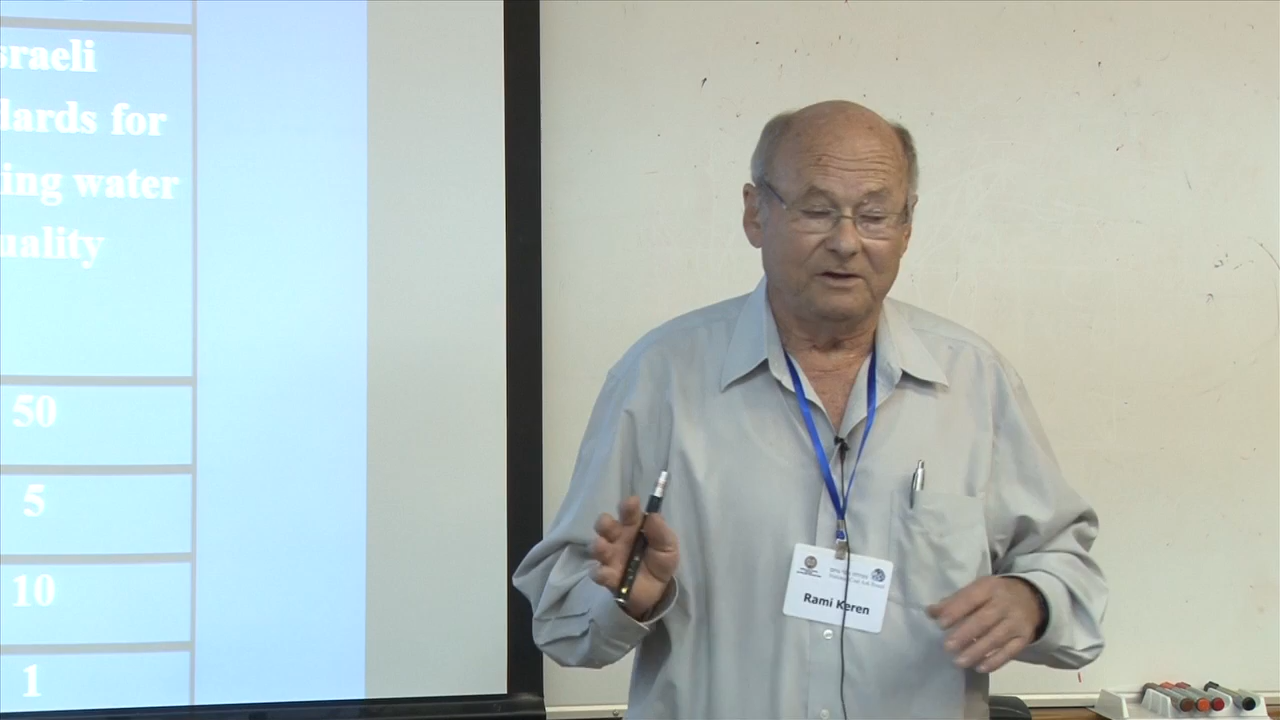 sraeli
dards for
ing water
uality
50
5
10
1
Rami Keren